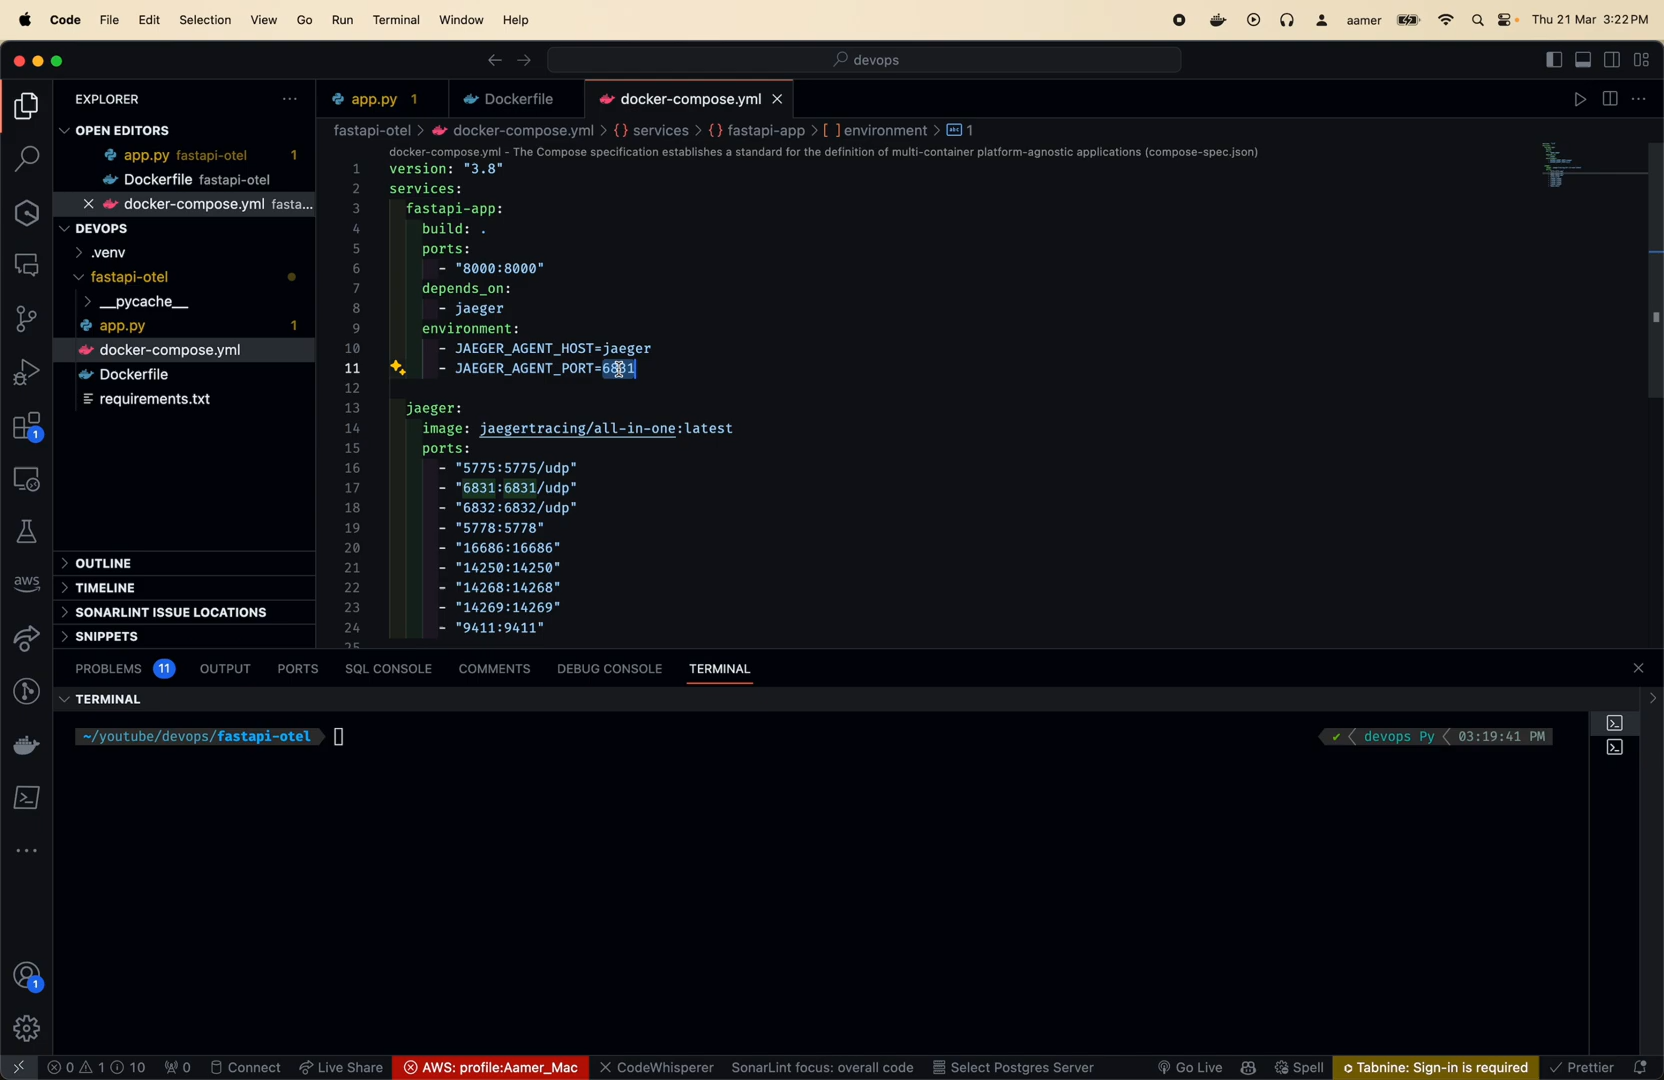 Code File Edit Selection View Go Run Terminal Window Help aamer Thu 21 Mar 3:22 PM
devops
EXPLORER
OPEN EDITORS
app.py fastapi-otel 1
Dockerfile fastapi-otel
docker-compose.yml fasta...
DEVOPS
.venv
fastapi-otel
__pycache__
app.py 1
docker-compose.yml
Dockerfile
requirements.txt
OUTLINE
TIMELINE
SONARLINT ISSUE LOCATIONS
SNIPPETS
1
aws
1
app.py 1 Dockerfile docker-compose.yml
fastapi-otel > docker-compose.yml > {} services > {} fastapi-app > [ ] environment > abc 1
docker-compose.yml - The Compose specification establishes a standard for the definition of multi-container platform-agnostic applications (compose-spec.json)
1 version: "3.8"
2 services:
3 fastapi-app:
4 build: .
5 ports:
6 - "8000:8000"
7 depends_on:
8 - jaeger
9 environment:
10 - JAEGER_AGENT_HOST=jaeger
11 - JAEGER_AGENT_PORT=6831
12
13 jaeger:
14 image: jaegertracing/all-in-one:latest
15 ports:
16 - "5775:5775/udp"
17 - "6831:6831/udp"
18 - "6832:6832/udp"
19 - "5778:5778"
20 - "16686:16686"
21 - "14250:14250"
22 - "14268:14268"
23 - "14269:14269"
24 - "9411:9411"
25
PROBLEMS 11 OUTPUT PORTS SQL CONSOLE COMMENTS DEBUG CONSOLE TERMINAL
TERMINAL
~/youtube/devops/fastapi-otel ✔ < devops Py < 03:19:41 PM
0 1 10 0 Connect Live Share AWS: profile:Aamer_Mac CodeWhisperer SonarLint focus: overall code Select Postgres Server Go Live Spell Tabnine: Sign-in is required Prettier